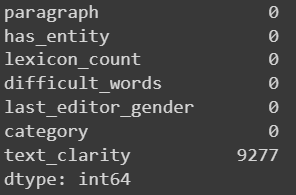 paragraph 0
has_entity 0
lexicon_count 0
difficult_words 0
last_editor_gender 0
category 0
text_clarity 9277
dtype: int64